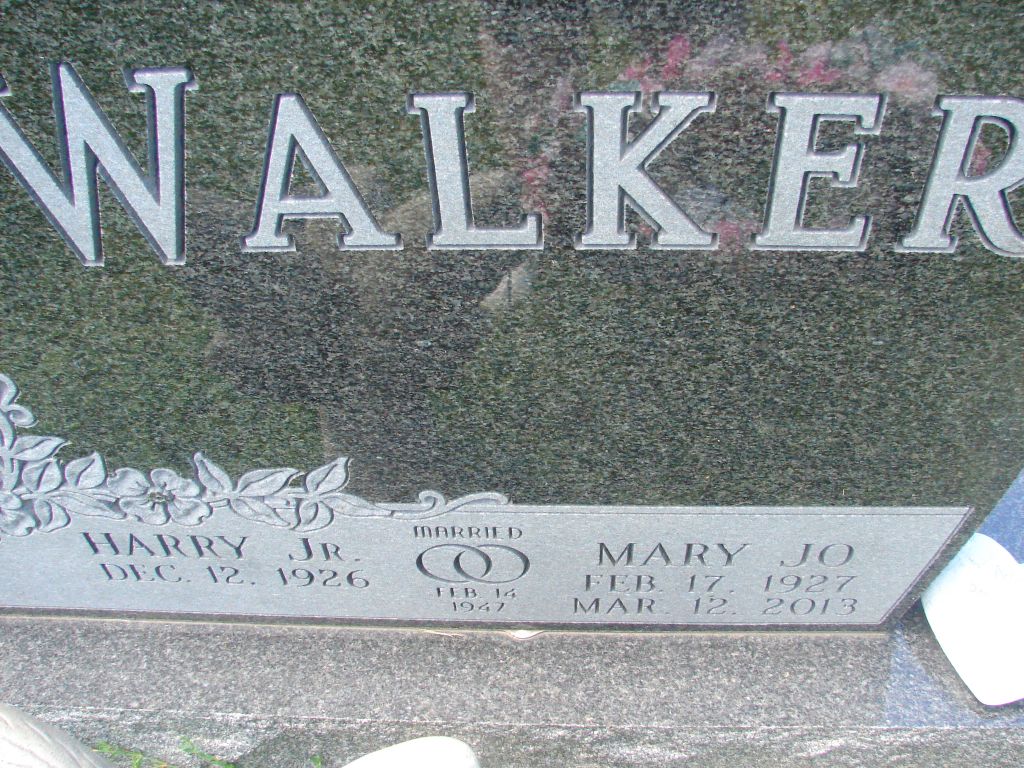 WALKER
HARRY JR.
DEC. 12. 1926
MARRIED
FEB. 14
1947
MARY JO
FEB. 17. 1927
MAR. 12. 2013